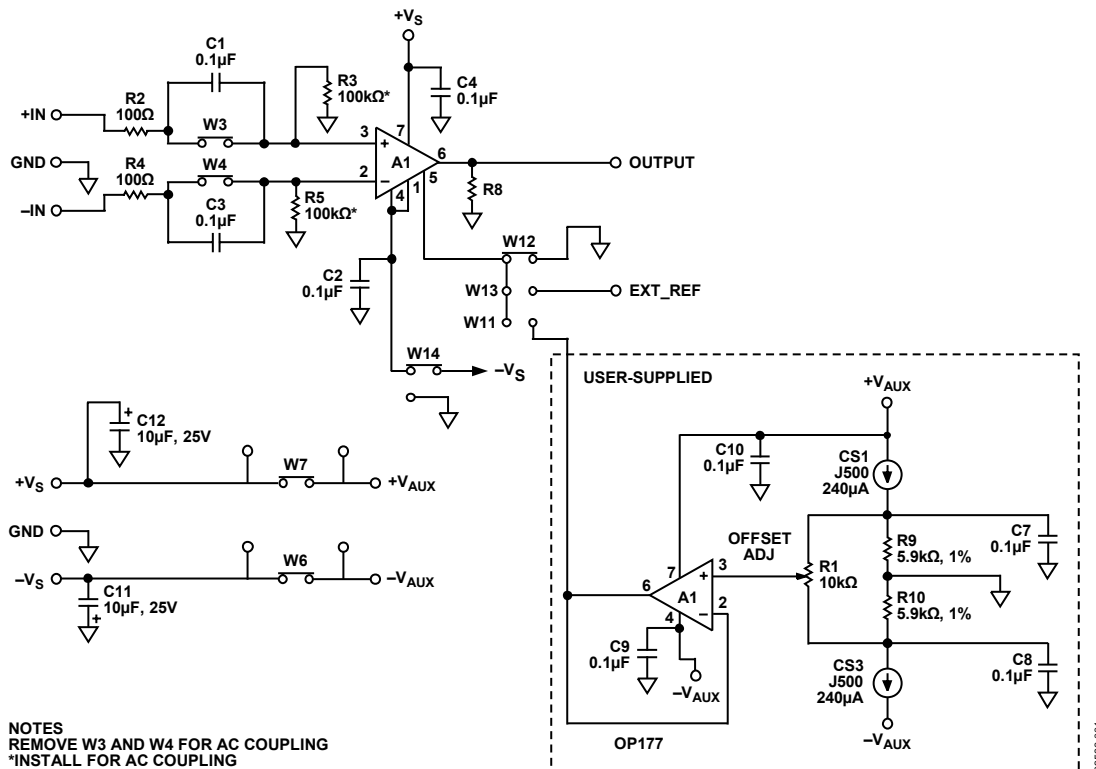 +VS
C1
0.1µF
R3
100kΩ*
C4
0.1µF
R2
100Ω
+IN
W3
3
7
+
A1
6
OUTPUT
GND
R4
100Ω
W4
2
–
4
1
5
R8
–IN
C3
0.1µF
R5
100kΩ*
W12
C2
0.1µF
W13
EXT_REF
W11
W14
–VS
USER-SUPPLIED
+VAUX
+
C12
10µF, 25V
C10
0.1µF
CS1
J500
240µA
+VS
W7
+VAUX
GND
OFFSET
ADJ
R9
5.9kΩ, 1%
C7
0.1µF
–VS
W6
–VAUX
R1
10kΩ
C11
10µF, 25V
+
7
3
+
6
A1
2
–
4
R10
5.9kΩ, 1%
C9
0.1µF
–VAUX
CS3
J500
240µA
C8
0.1µF
–VAUX
OP177
NOTES
REMOVE W3 AND W4 FOR AC COUPLING
*INSTALL FOR AC COUPLING